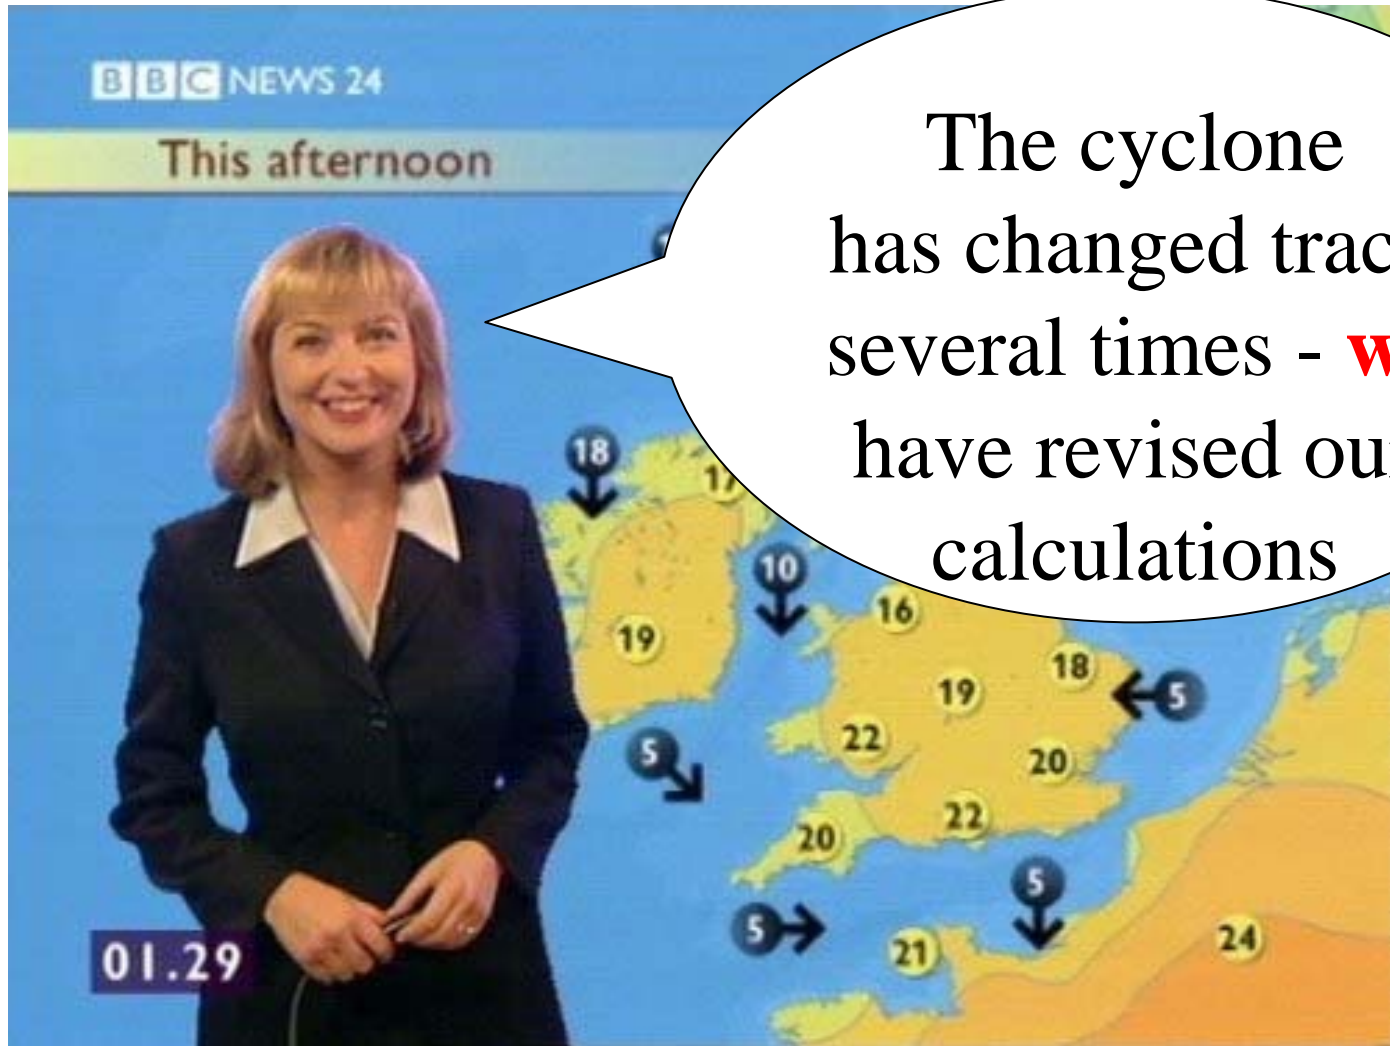 BBC NEWS 24
This afternoon
The cyclone
has changed trac
several times - w
have revised our
calculations
18
17
10
16
19
18
19
5
22
5
20
22
20
5
5
21
24
01.29